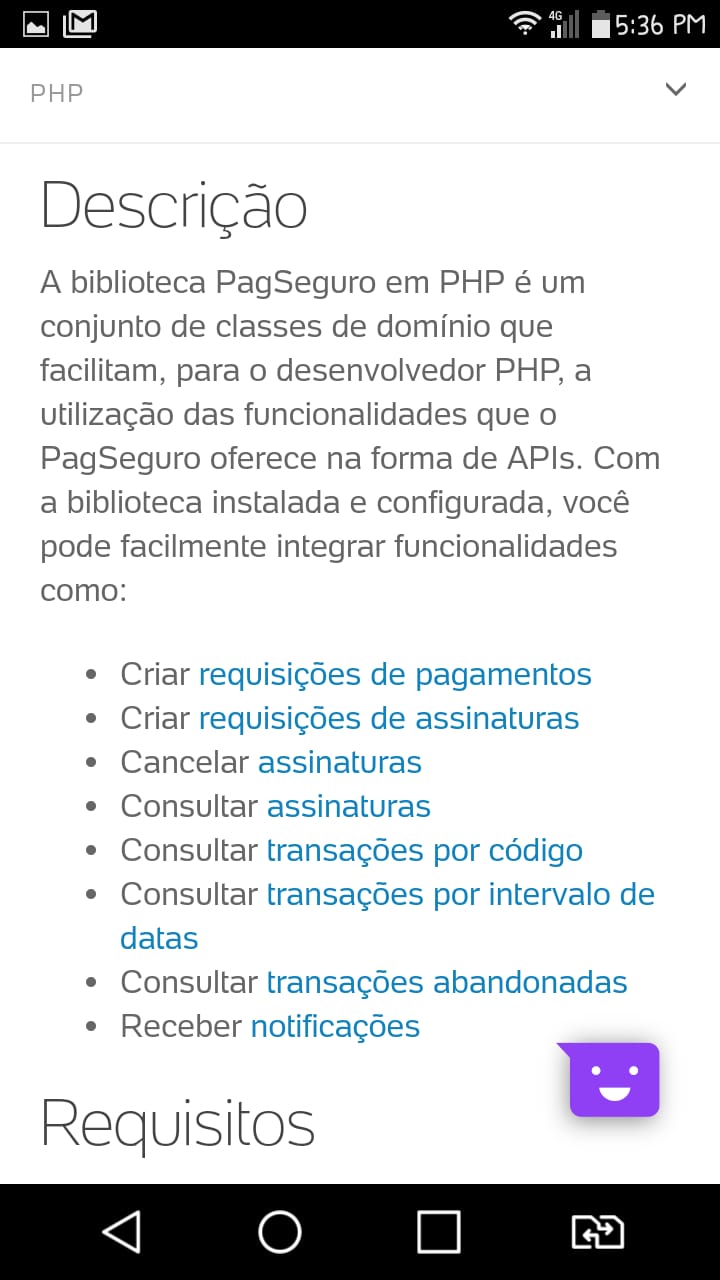 4G 5:36 PM
PHP
Descrição
A biblioteca PagSeguro em PHP é um
conjunto de classes de domínio que
facilitam, para o desenvolvedor PHP, a
utilização das funcionalidades que o
PagSeguro oferece na forma de APIs. Com
a biblioteca instalada e configurada, você
pode facilmente integrar funcionalidades
como:
• Criar requisições de pagamentos
• Criar requisições de assinaturas
• Cancelar assinaturas
• Consultar assinaturas
• Consultar transações por código
• Consultar transações por intervalo de
datas
• Consultar transações abandonadas
• Receber notificações
Requisitos